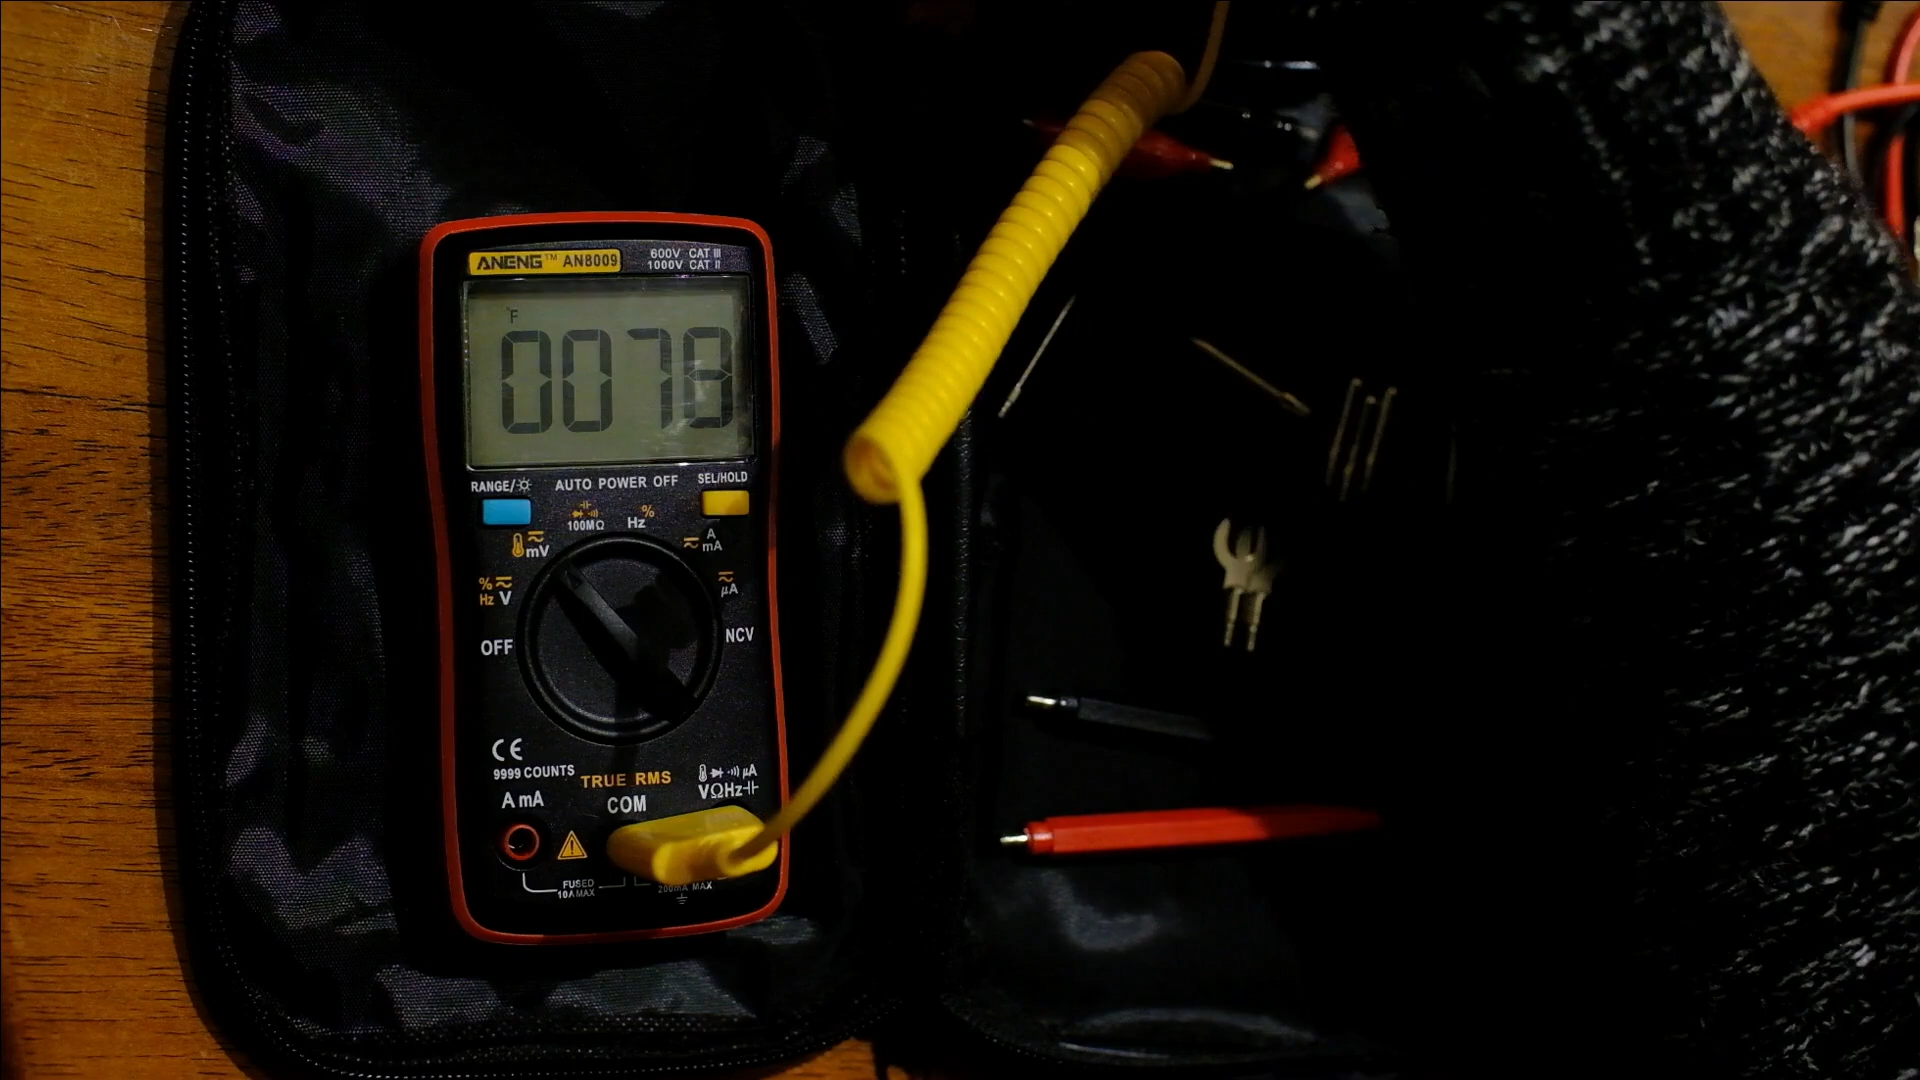 ANENG™ AN8009
600V CAT III
1000V CAT II
°F
0078
RANGE/
AUTO POWER OFF
SEL/HOLD
100MΩ
Hz %
mV
A
mA
%
Hz V
μA
OFF
NCV
CE
9999 COUNTS
TRUE RMS
μA
VΩHz
A mA
COM
FUSED
10A MAX
200mA MAX